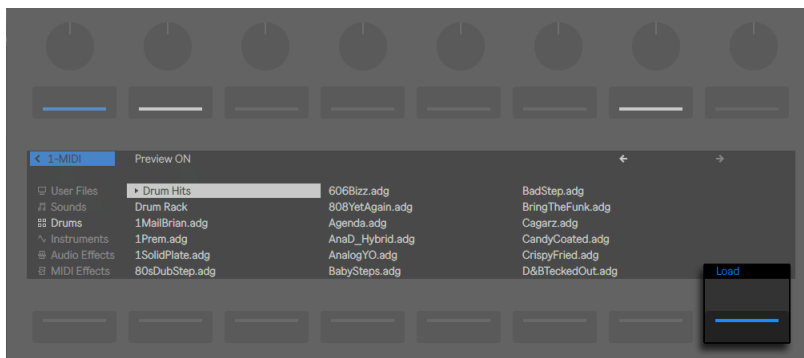 1-MIDI
Preview ON
User Files
Sounds
Drums
Instruments
Audio Effects
MIDI Effects
Drum Hits
Drum Rack
1MailBrian.adg
1Prem.adg
1SolidPlate.adg
80sDubStep.adg
606Bizz.adg
808YetAgain.adg
Agenda.adg
AnaD_Hybrid.adg
AnalogYO.adg
BabySteps.adg
BadStep.adg
BringTheFunk.adg
Cagarz.adg
CandyCoated.adg
CrispyFried.adg
D&BTeckedOut.adg
Load